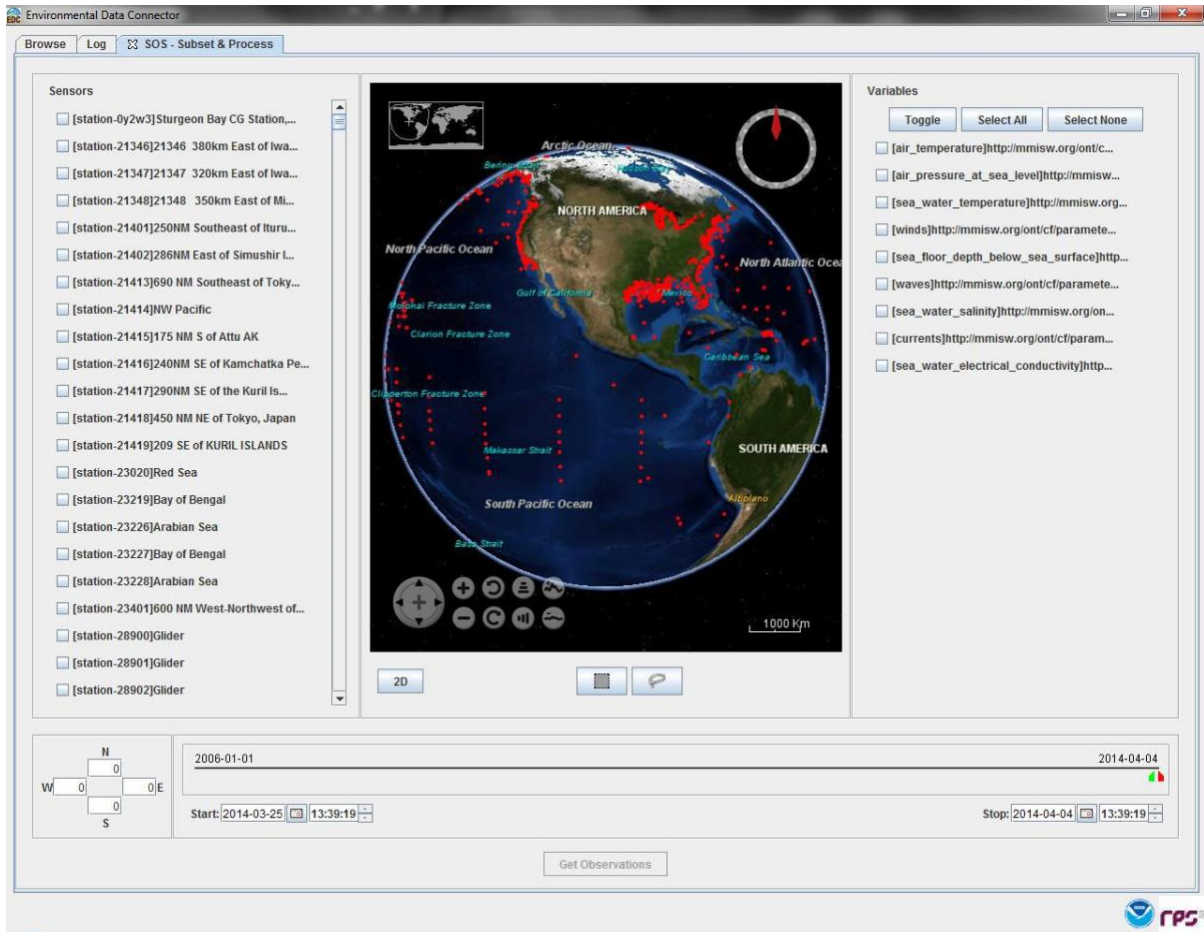 EDC Environmental Data Connector
Browse Log SOS - Subset & Process
Sensors
[station-0y2w3]Sturgeon Bay CG Station,...
[station-21346]21346 380km East of Iwa...
[station-21347]21347 320km East of Iwa...
[station-21348]21348 350km East of Mi...
[station-21401]250NM Southeast of Ituru...
[station-21402]286NM East of Simushir I...
[station-21413]690 NM Southeast of Toky...
[station-21414]NW Pacific
[station-21415]175 NM S of Attu AK
[station-21416]240NM SE of Kamchatka Pe...
[station-21417]290NM SE of the Kuril Is...
[station-21418]450 NM NE of Tokyo, Japan
[station-21419]209 SE of KURIL ISLANDS
[station-23020]Red Sea
[station-23219]Bay of Bengal
[station-23226]Arabian Sea
[station-23227]Bay of Bengal
[station-23228]Arabian Sea
[station-23401]600 NM West-Northwest of...
[station-28900]Glider
[station-28901]Glider
[station-28902]Glider
Arctic Ocean
Hudson Bay
NORTH AMERICA
North Pacific Ocean
North Atlantic Ocea
Gulf of California
Mexico
Molokai Fracture Zone
Clarion Fracture Zone
Caribbean Sea
Clipperton Fracture Zone
Makassar Strait
SOUTH AMERICA
Altiplano
South Pacific Ocean
Bass Strait
1000 Km
2D
Variables
Toggle Select All Select None
[air_temperature]http://mmisw.org/ont/c...
[air_pressure_at_sea_level]http://mmisw...
[sea_water_temperature]http://mmisw.org...
[winds]http://mmisw.org/ont/cf/paramete...
[sea_floor_depth_below_sea_surface]http...
[waves]http://mmisw.org/ont/cf/paramete...
[sea_water_salinity]http://mmisw.org/on...
[currents]http://mmisw.org/ont/cf/param...
[sea_water_electrical_conductivity]http...
N
0
W 0 0 E
0
S
2006-01-01 2014-04-04
Start: 2014-03-25 13:39:19 Stop: 2014-04-04 13:39:19
Get Observations
rps